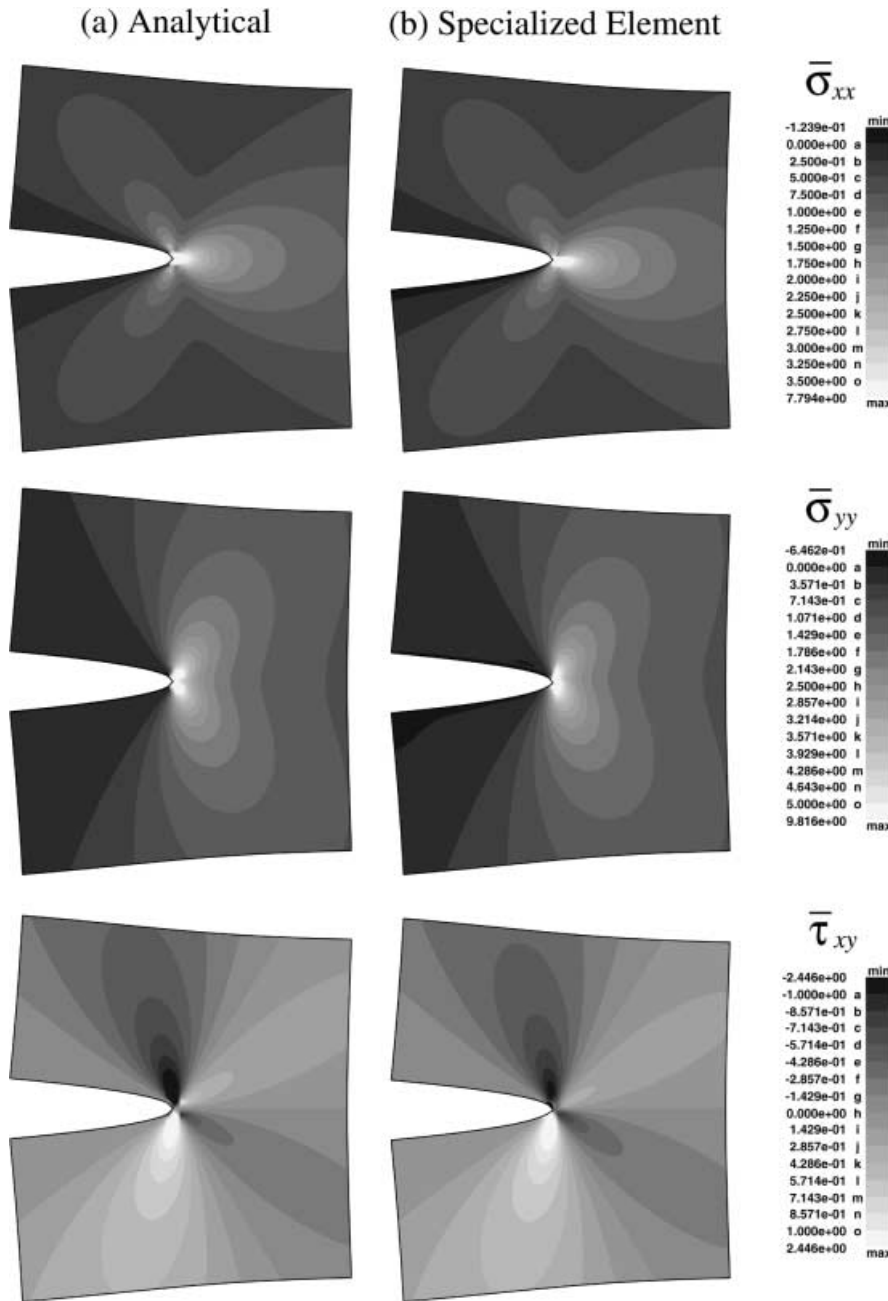 (a) Analytical
(b) Specialized Element
σ̅xx
min
-1.239e-01
0.000e+00 a
2.500e-01 b
5.000e-01 c
7.500e-01 d
1.000e+00 e
1.250e+00 f
1.500e+00 g
1.750e+00 h
2.000e+00 i
2.250e+00 j
2.500e+00 k
2.750e+00 l
3.000e+00 m
3.250e+00 n
3.500e+00 o
7.794e+00
max
σ̅yy
min
-6.462e-01
0.000e+00 a
3.571e-01 b
7.143e-01 c
1.071e+00 d
1.429e+00 e
1.786e+00 f
2.143e+00 g
2.500e+00 h
2.857e+00 i
3.214e+00 j
3.571e+00 k
3.929e+00 l
4.286e+00 m
4.643e+00 n
5.000e+00 o
9.816e+00
max
τ̅xy
min
-2.446e+00
-1.000e+00 a
-8.571e-01 b
-7.143e-01 c
-5.714e-01 d
-4.286e-01 e
-2.857e-01 f
-1.429e-01 g
0.000e+00 h
1.429e-01 i
2.857e-01 j
4.286e-01 k
5.714e-01 l
7.143e-01 m
8.571e-01 n
1.000e+00 o
2.446e+00
max